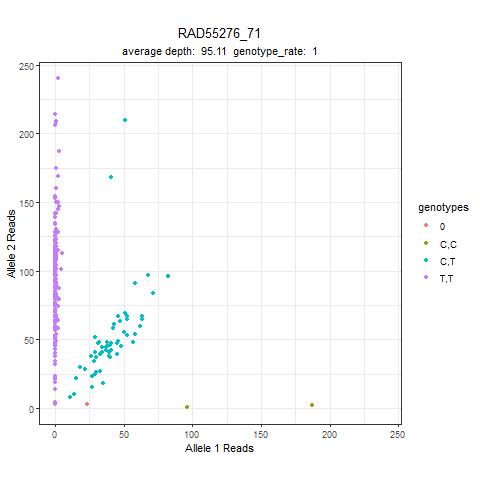 RAD55276_71
average depth:  95.11  genotype_rate:  1
250
200
150
100
50
0
Allele 2 Reads
0 50 100 150 200 250
Allele 1 Reads
genotypes
0
C,C
C,T
T,T